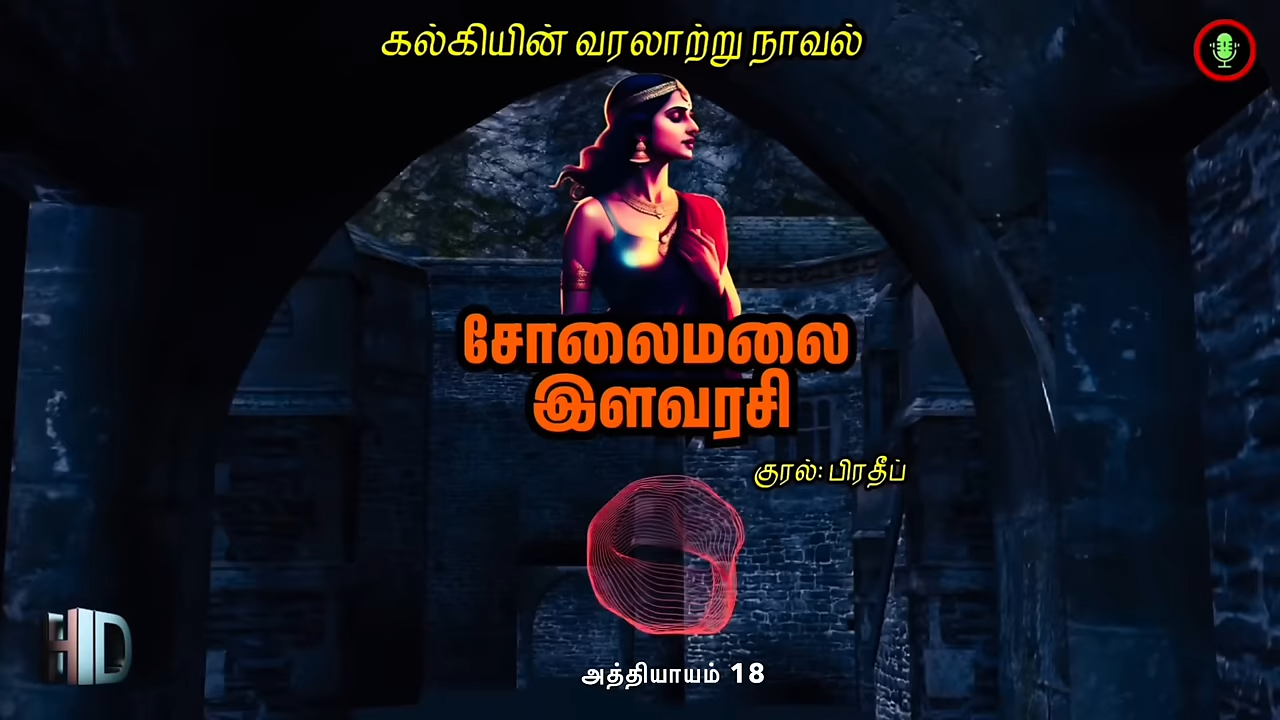 கல்கியின் வரலாற்று நாவல்
சோலைமலை
இளவரசி
குரல்: பிரதீப்
HD
அத்தியாயம் 18